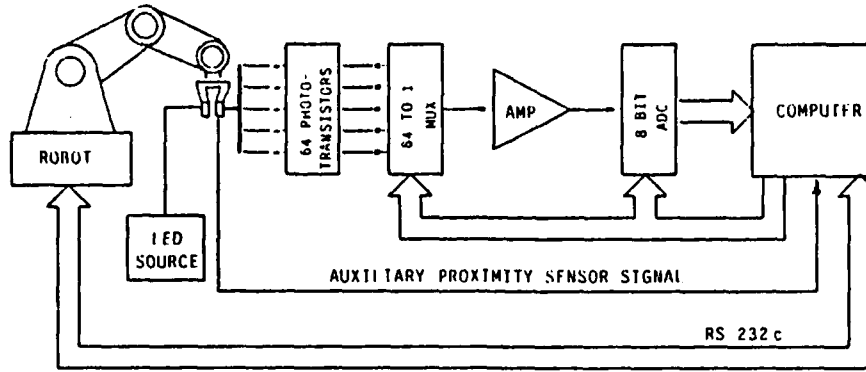 ROBOT
LED
SOURCE
64 PHOTO-
TRANSISTORS
64 TO 1
MUX
AMP
8 BIT
ADC
COMPUTER
AUXILIARY PROXIMITY SENSOR SIGNAL
RS 232c